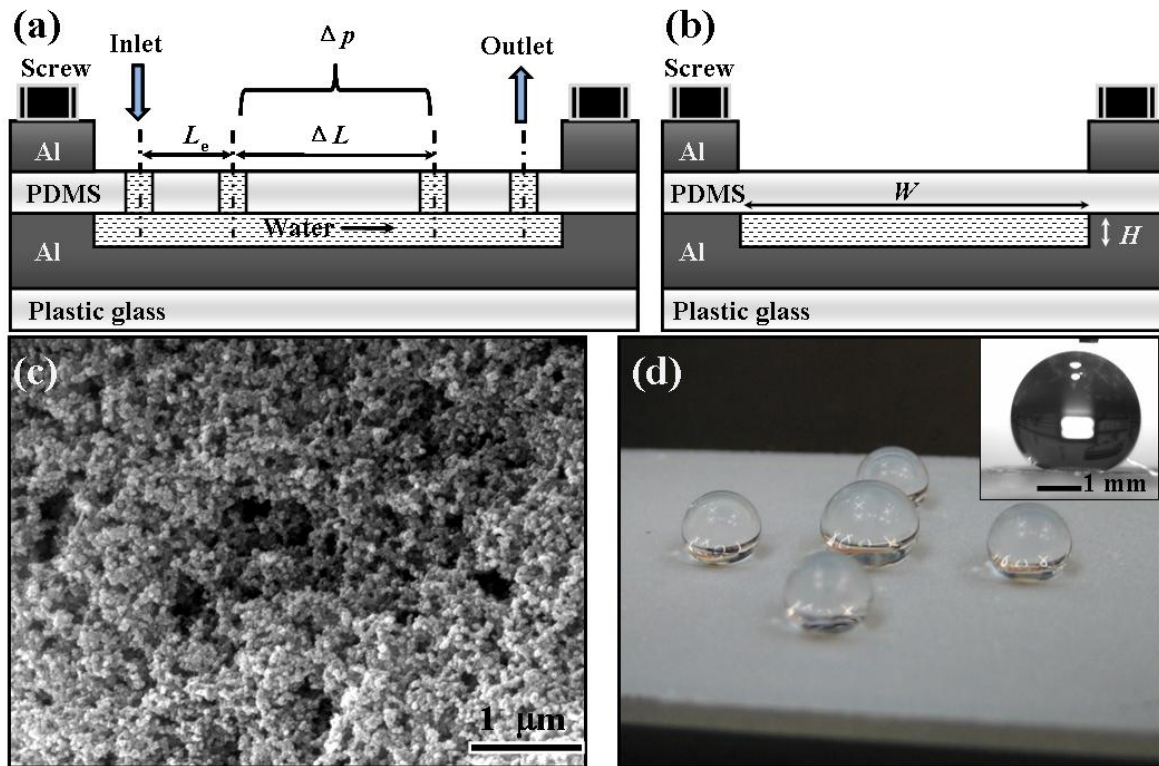 (a)
Δp
Inlet
Outlet
Screw
Al
Le
ΔL
PDMS
Water
Al
Plastic glass
(b)
Screw
Al
PDMS
W
Al
H
Plastic glass
(c)
1 μm
(d)
1 mm